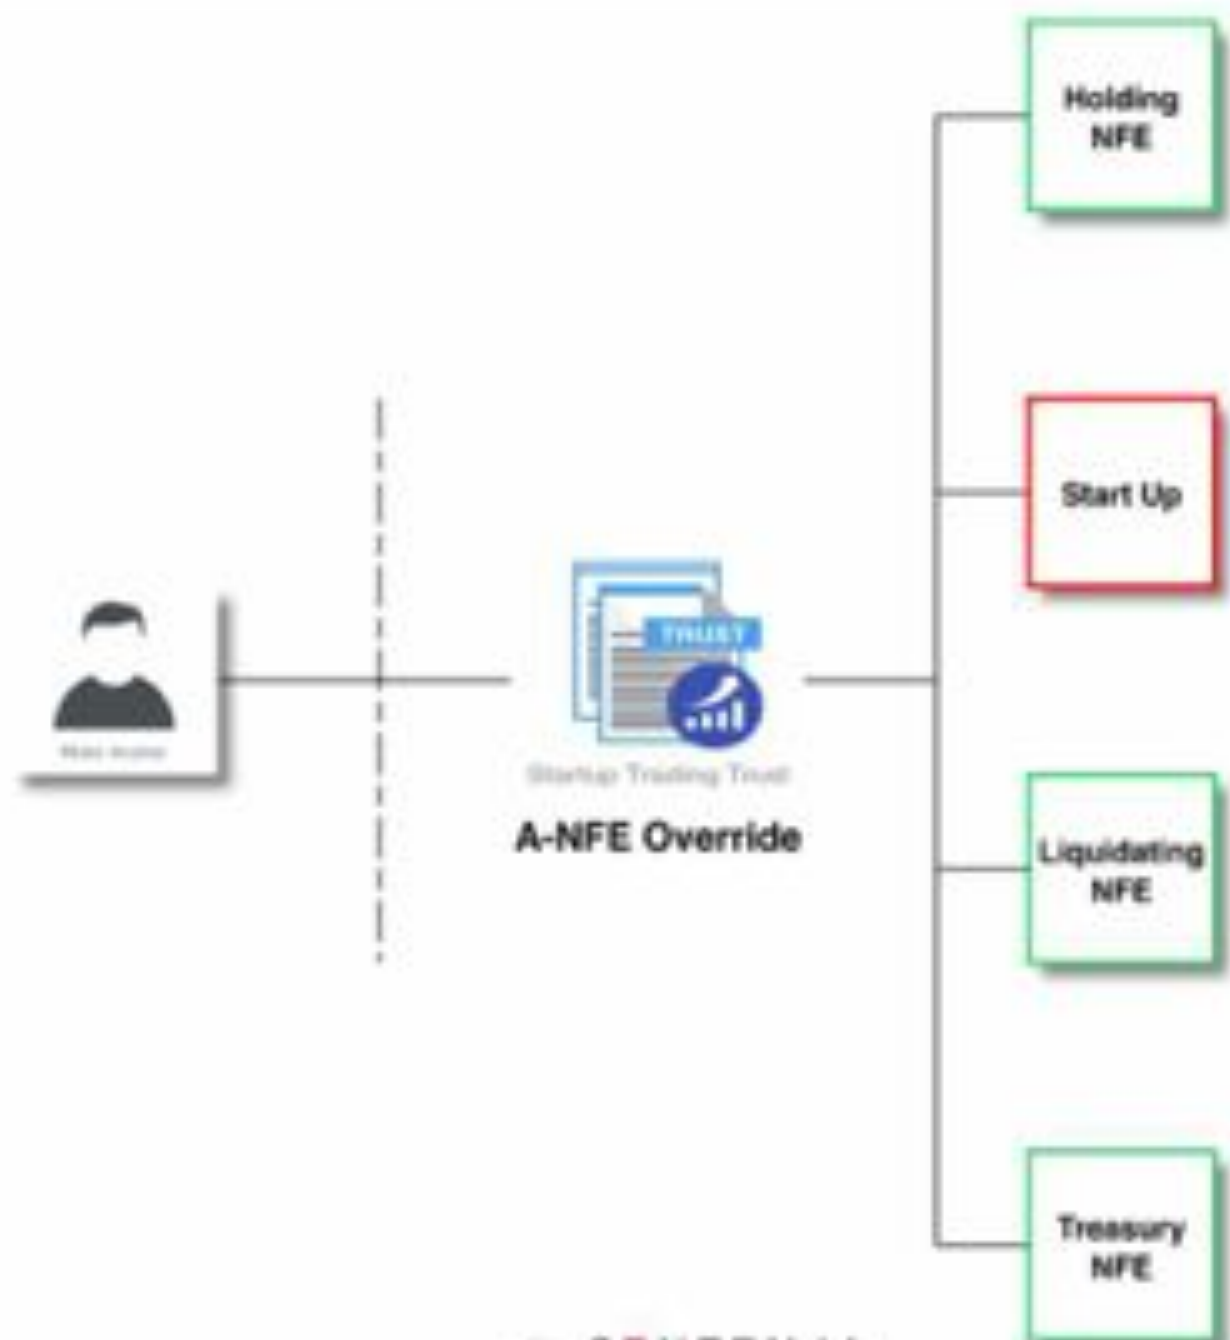 Holding
NFE
Start Up
TRUST
Startup Trading Trust
A-NFE Override
Liquidating
NFE
Treasury
NFE